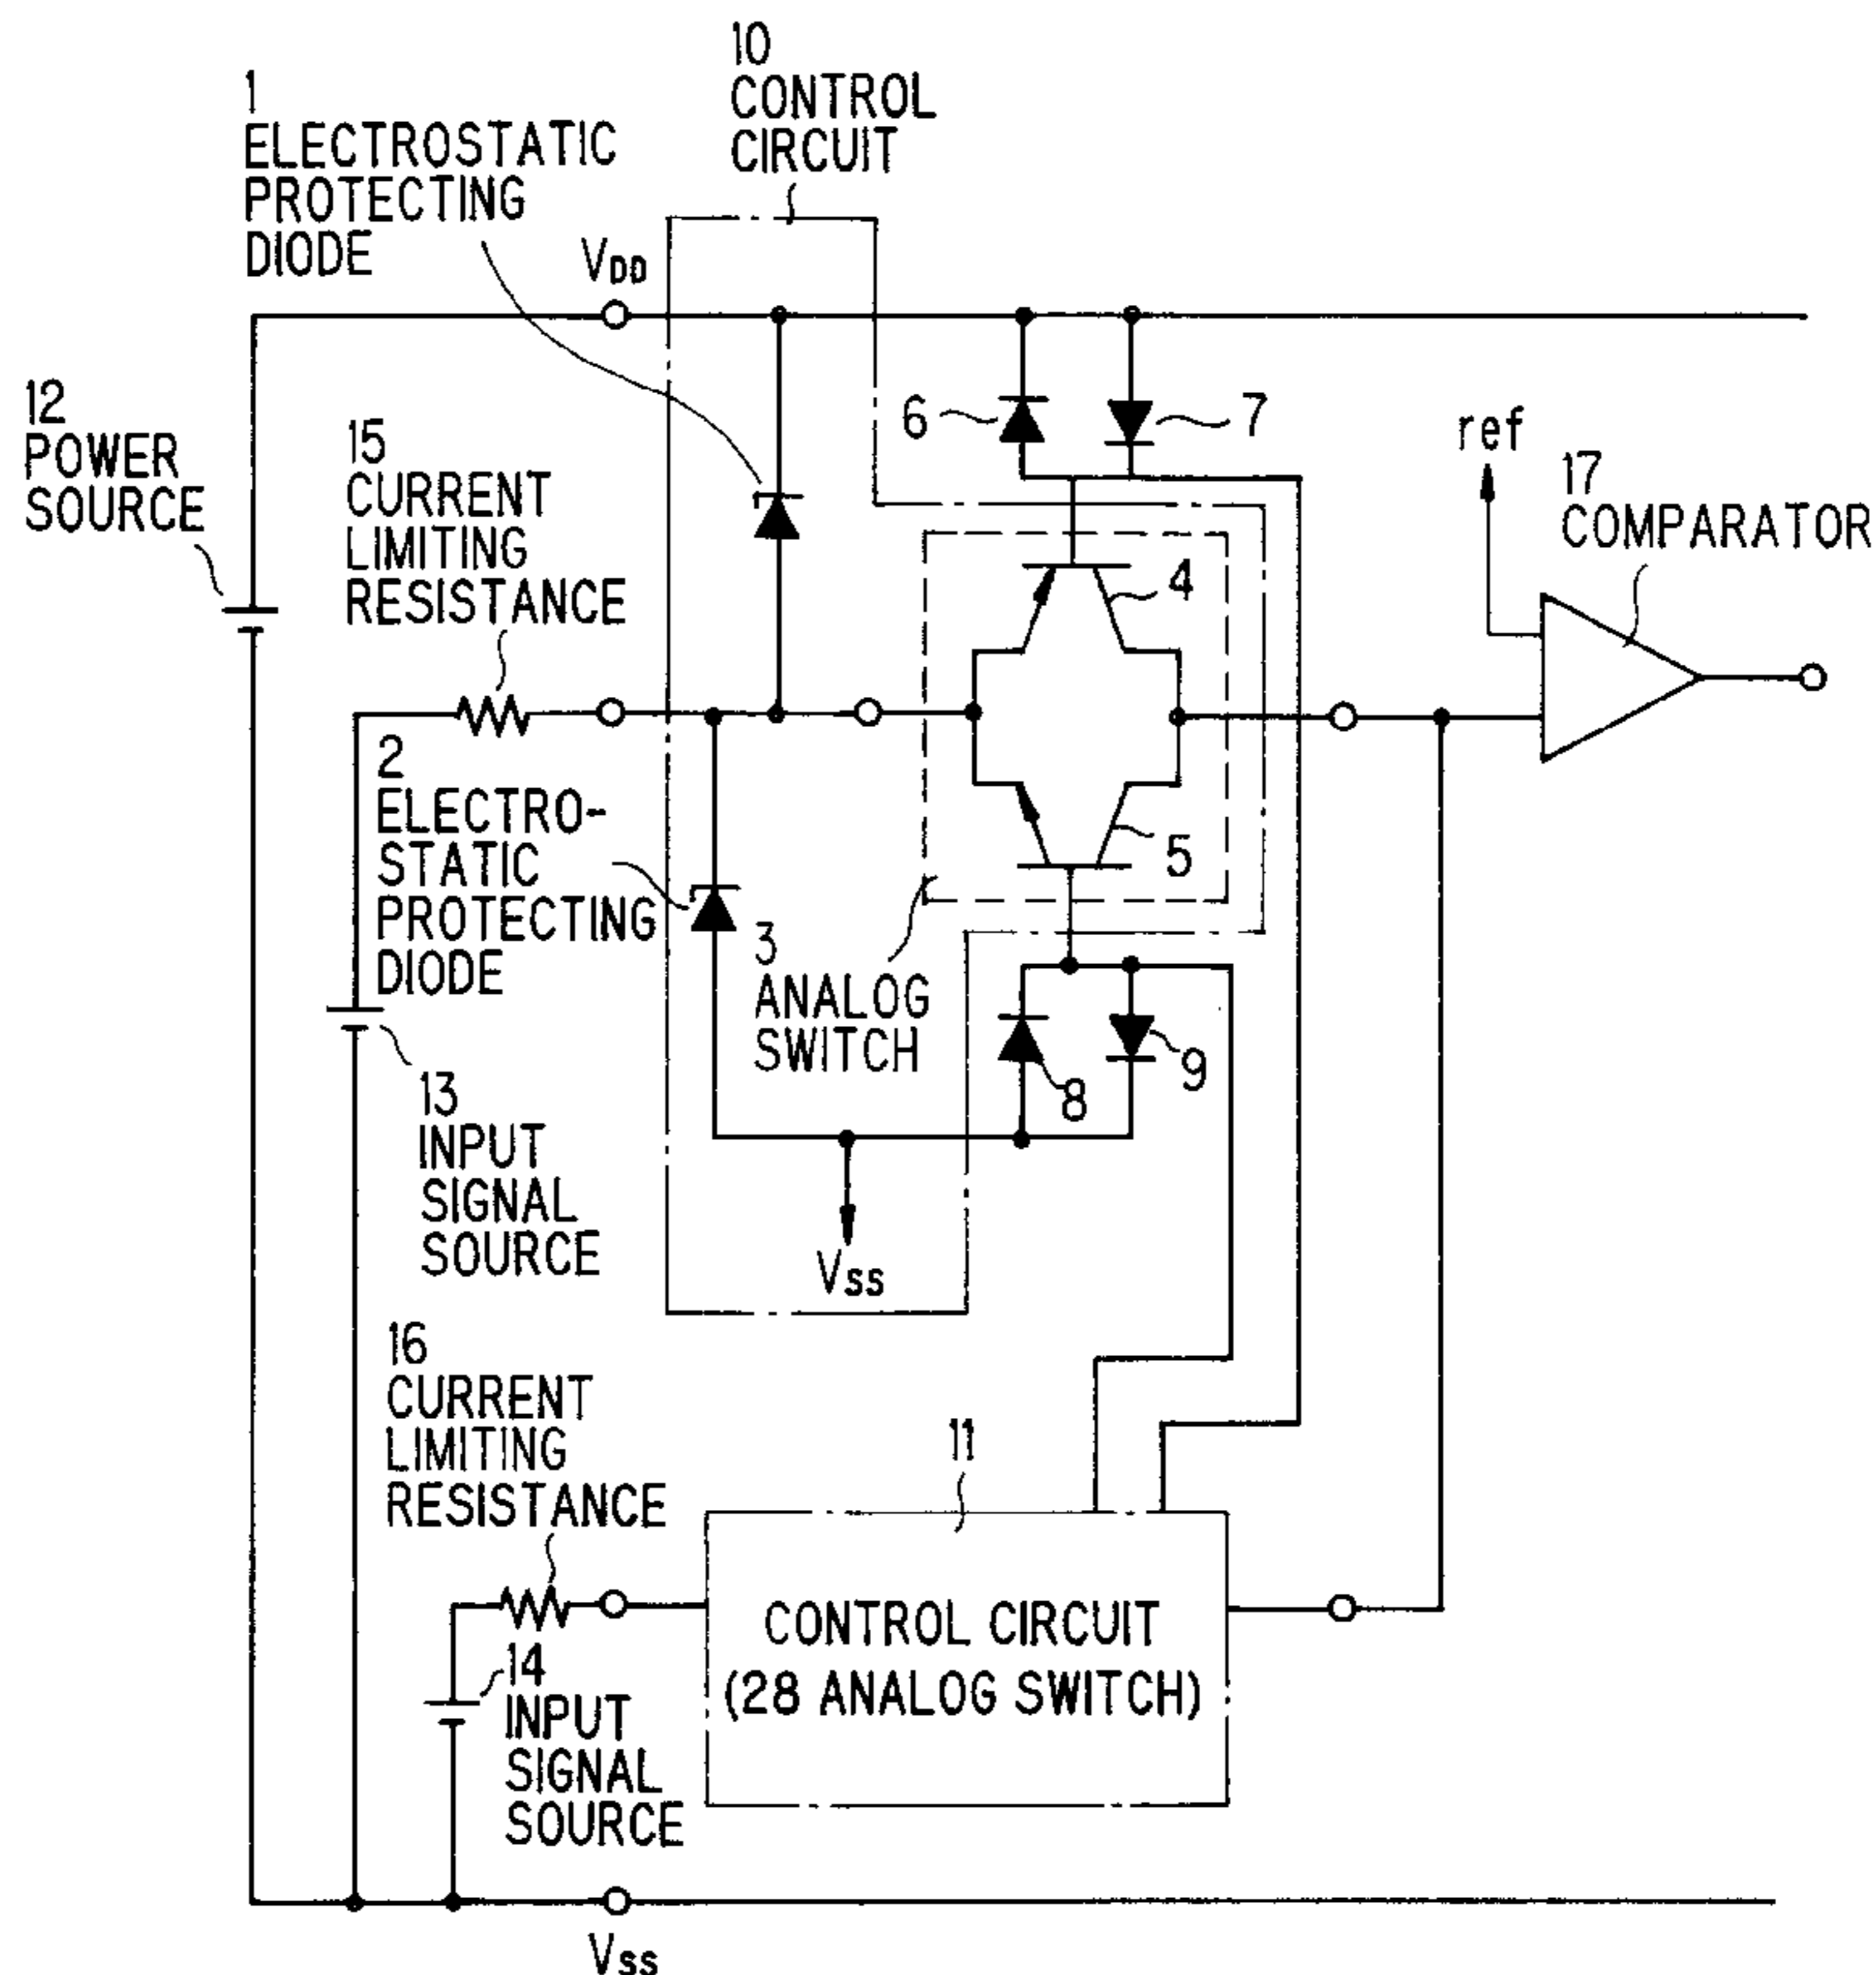 10
CONTROL
CIRCUIT
1
ELECTROSTATIC
PROTECTING
DIODE
VDD
12
POWER
SOURCE
15
CURRENT
LIMITING
RESISTANCE
6
7
ref
17
COMPARATOR
4
2
ELECTRO-
STATIC
PROTECTING
DIODE
5
3
ANALOG
SWITCH
8
9
13
INPUT
SIGNAL
SOURCE
VSS
16
CURRENT
LIMITING
RESISTANCE
11
CONTROL CIRCUIT
(28 ANALOG SWITCH)
14
INPUT
SIGNAL
SOURCE
VSS